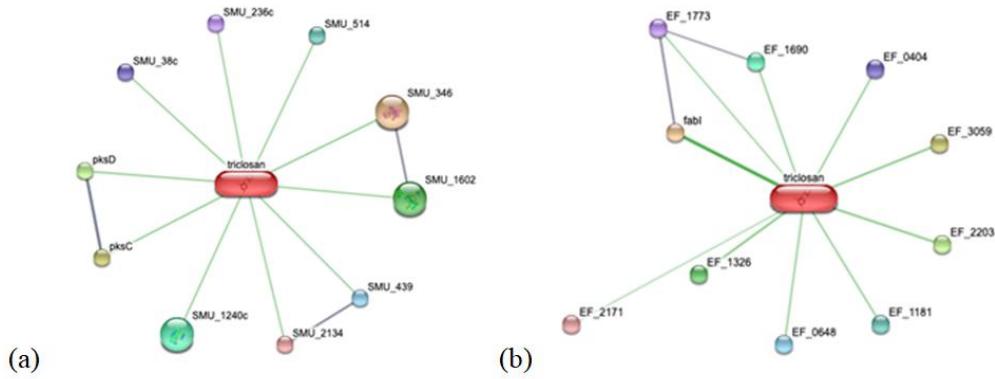 SMU_236c
SMU_514
SMU_38c
SMU_346
pksD
triclosan
SMU_1602
pksC
SMU_439
SMU_1240c
SMU_2134
(a)
EF_1773
EF_1690
EF_0404
fabI
EF_3059
triclosan
EF_2203
EF_1326
EF_2171
EF_0648
EF_1181
(b)